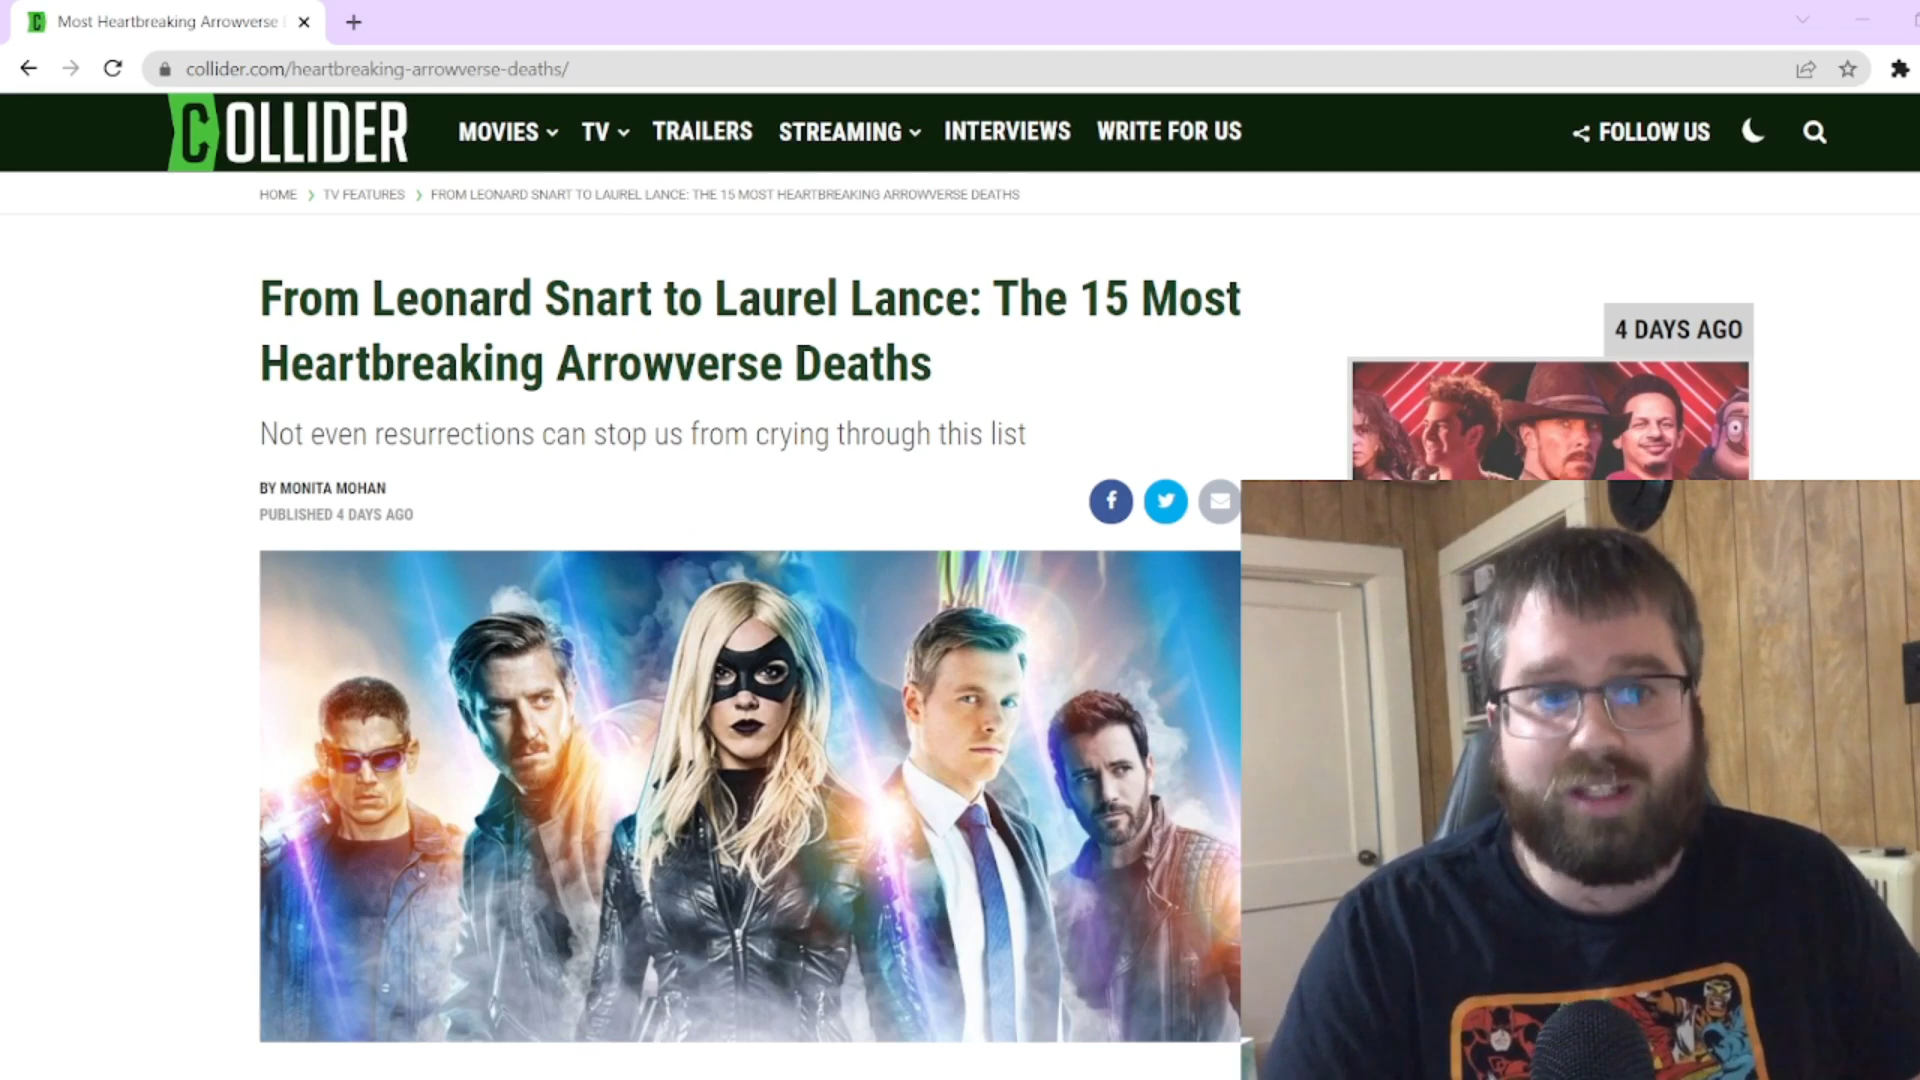 Most Heartbreaking Arrowverse
collider.com/heartbreaking-arrowverse-deaths/
COLLIDER
MOVIES
TV
TRAILERS
STREAMING
INTERVIEWS
WRITE FOR US
FOLLOW US
HOME
TV FEATURES
FROM LEONARD SNART TO LAUREL LANCE: THE 15 MOST HEARTBREAKING ARROWVERSE DEATHS
From Leonard Snart to Laurel Lance: The 15 Most
Heartbreaking Arrowverse Deaths
Not even resurrections can stop us from crying through this list
BY MONITA MOHAN
PUBLISHED 4 DAYS AGO
4 DAYS AGO